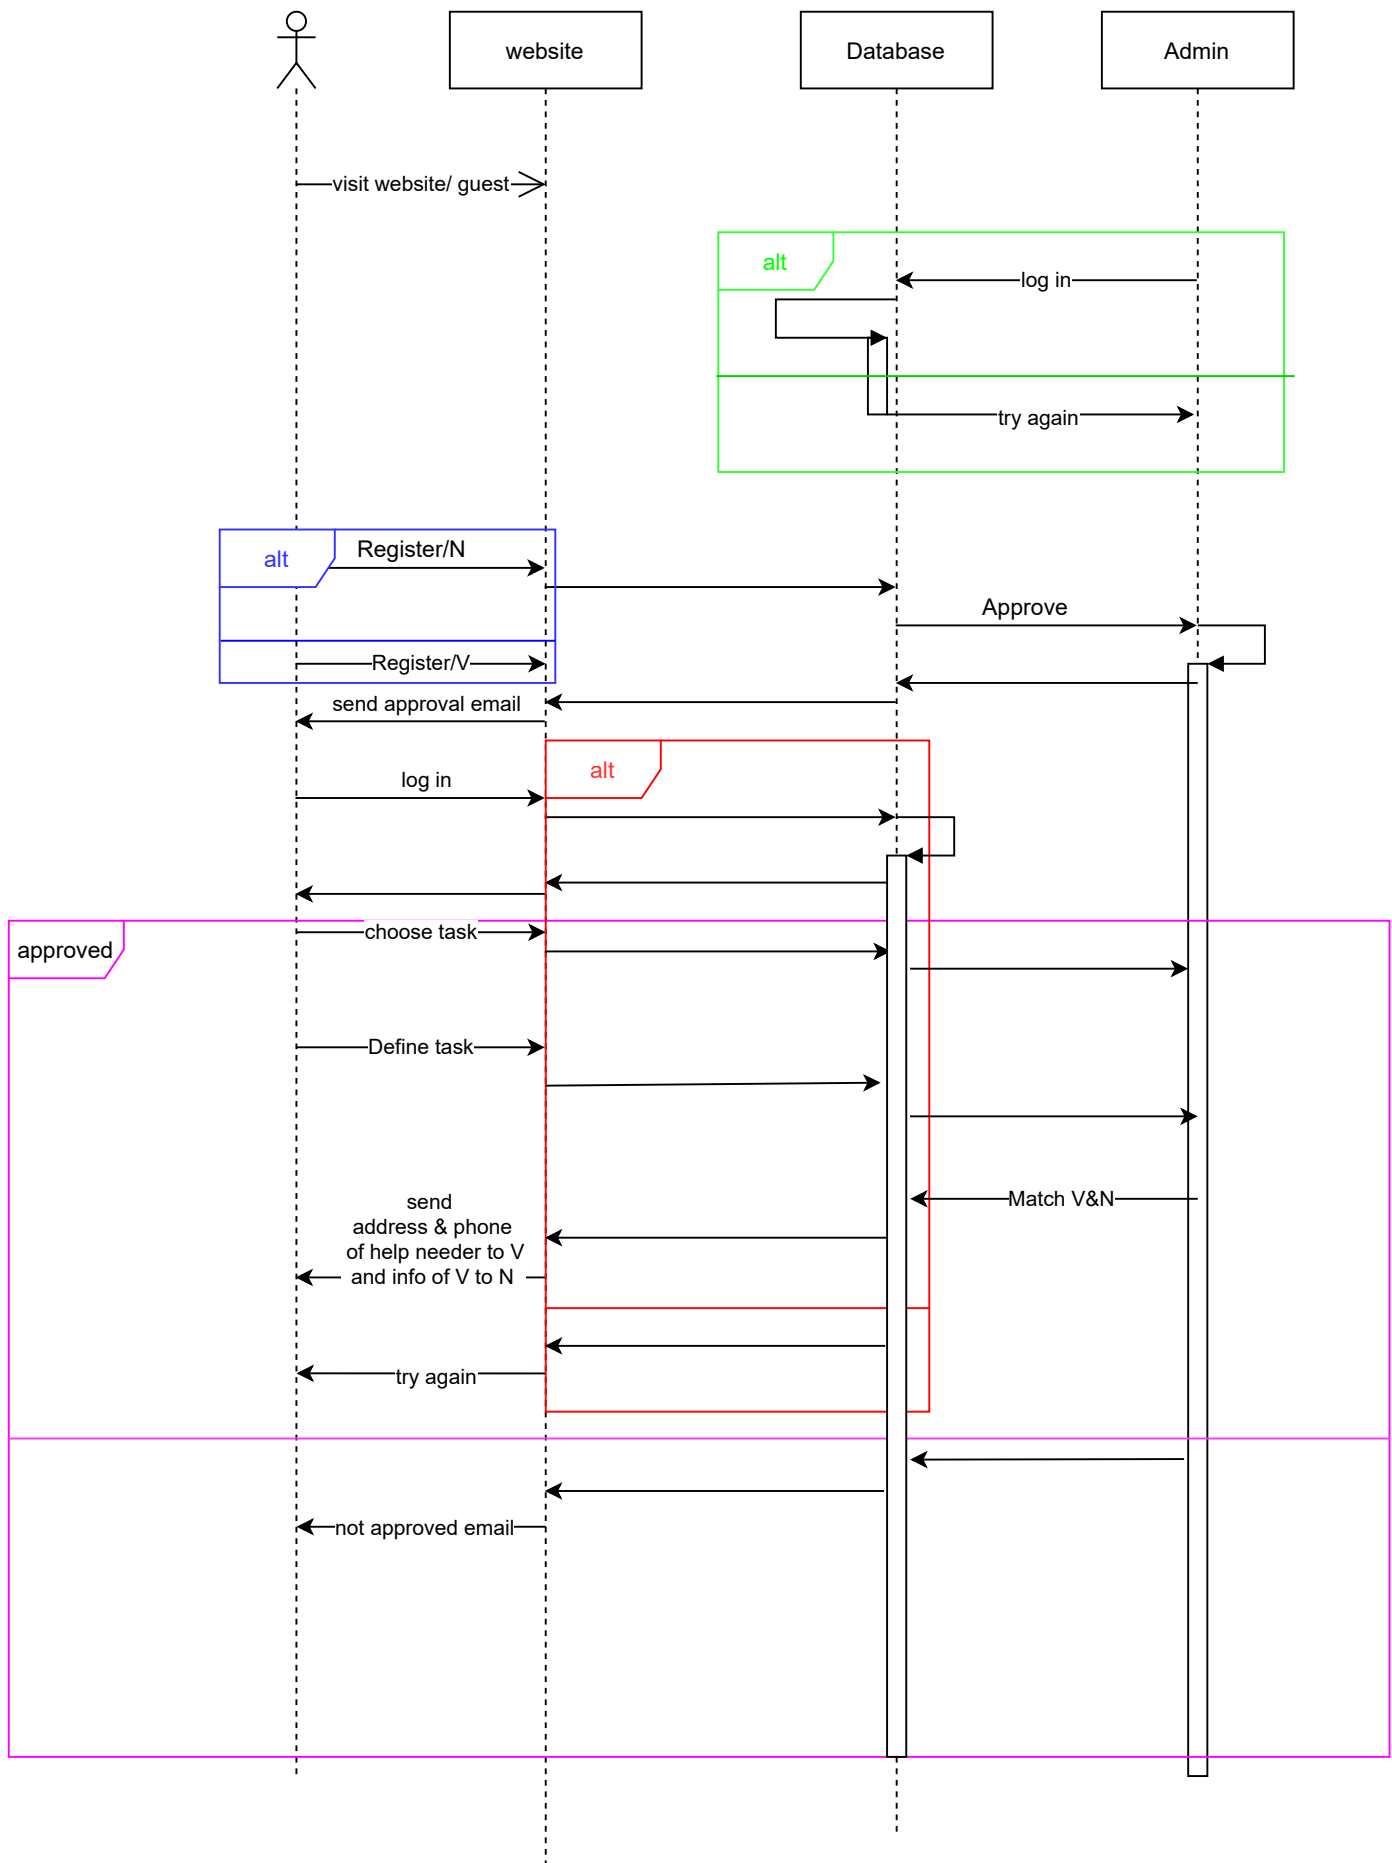 website
Database
Admin
visit website/ guest
alt
log in
try again
alt
Register/N
Approve
Register/V
send approval email
alt
log in
approved
choose task
Define task
Match V&N
send
address & phone
of help needer to V
and info of V to N
try again
not approved email